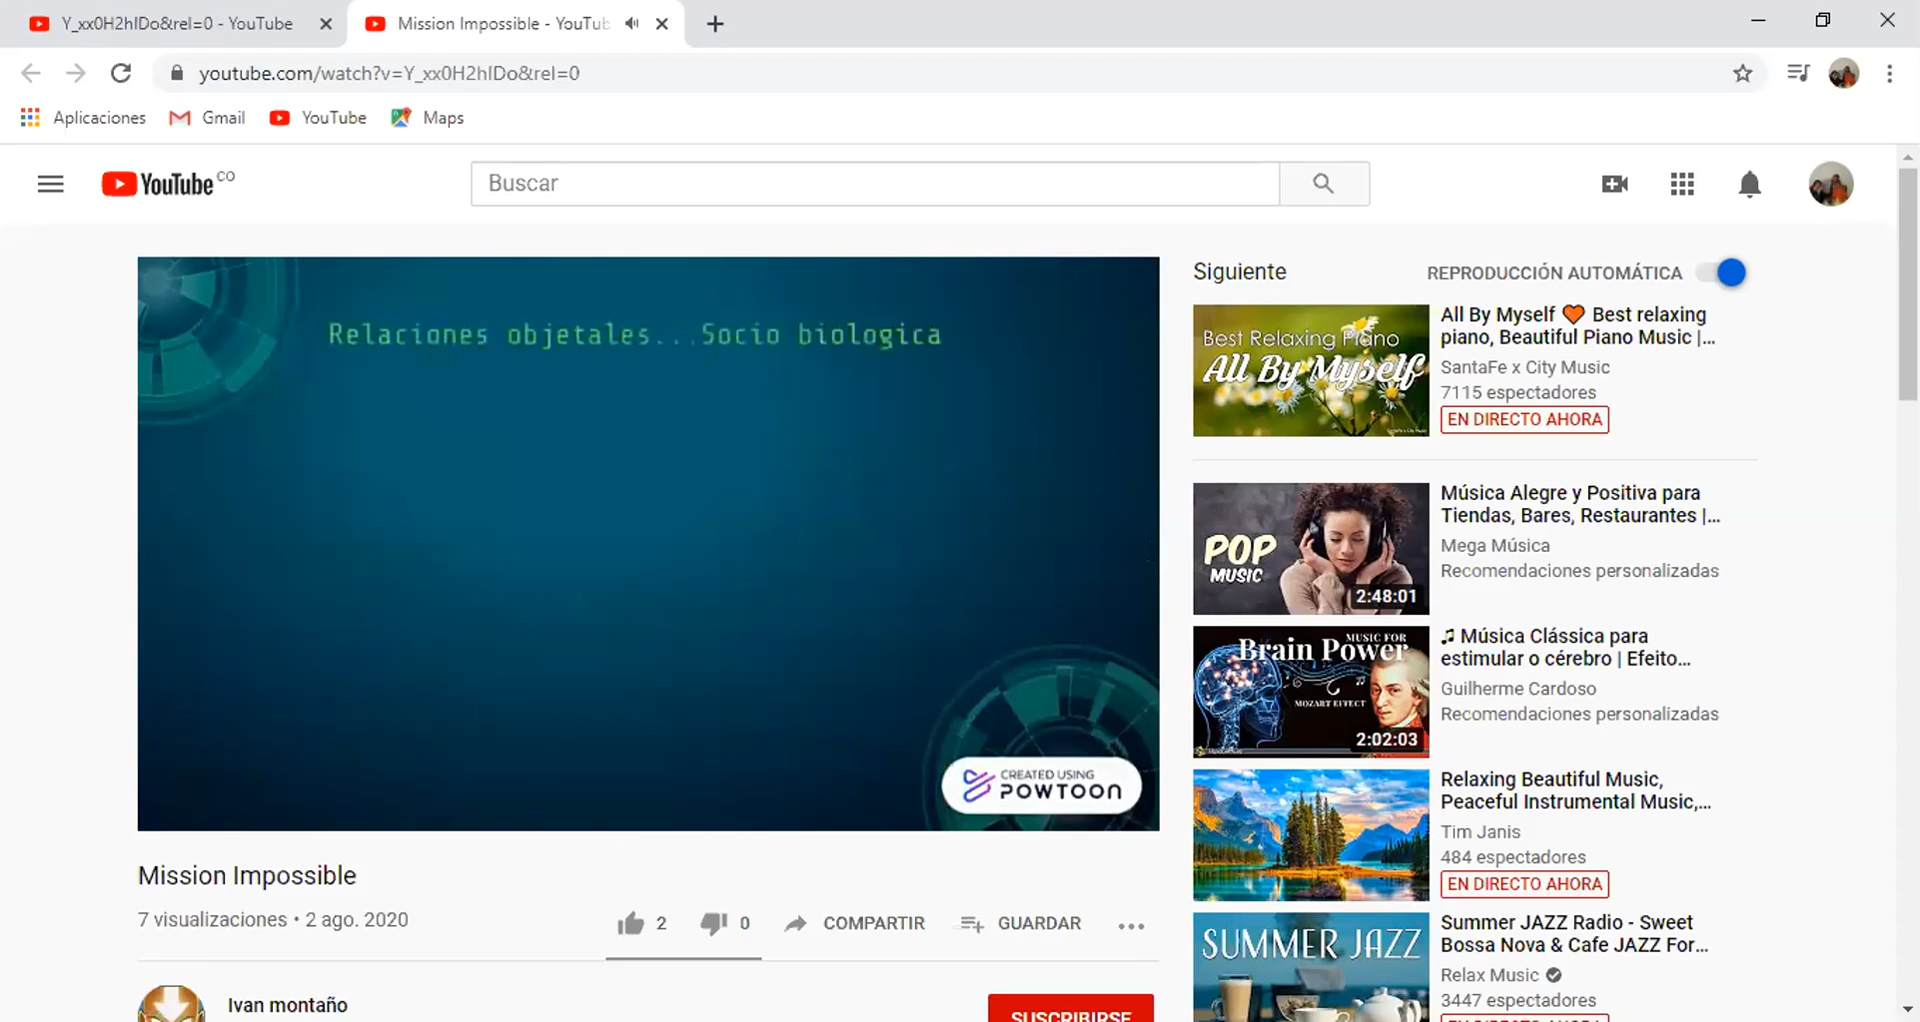 Y_xx0H2hIDo&rel=0 - YouTube
Mission Impossible - YouTub
youtube.com/watch?v=Y_xx0H2hIDo&rel=0
Aplicaciones
Gmail
YouTube
Maps
YouTube CO
Buscar
Relaciones objetales...Socio biologica
CREATED USING
POWTOON
Mission Impossible
7 visualizaciones • 2 ago. 2020
2
0
COMPARTIR
GUARDAR
Ivan montaño
SUSCRIBIRSE
Siguiente
REPRODUCCIÓN AUTOMÁTICA
Best Relaxing Piano
All By Myself
All By Myself 🧡 Best relaxing
piano, Beautiful Piano Music |...
SantaFe x City Music
7115 espectadores
EN DIRECTO AHORA
POP
MUSIC
2:48:01
Música Alegre y Positiva para
Tiendas, Bares, Restaurantes |...
Mega Música
Recomendaciones personalizadas
MUSIC FOR
Brain Power
MOZART EFFECT
2:02:03
♫ Música Clássica para
estimular o cérebro | Efeito...
Guilherme Cardoso
Recomendaciones personalizadas
Relaxing Beautiful Music,
Peaceful Instrumental Music,...
Tim Janis
484 espectadores
EN DIRECTO AHORA
SUMMER JAZZ
Summer JAZZ Radio - Sweet
Bossa Nova & Cafe JAZZ For...
Relax Music
3447 espectadores
EN DIRECTO AHORA